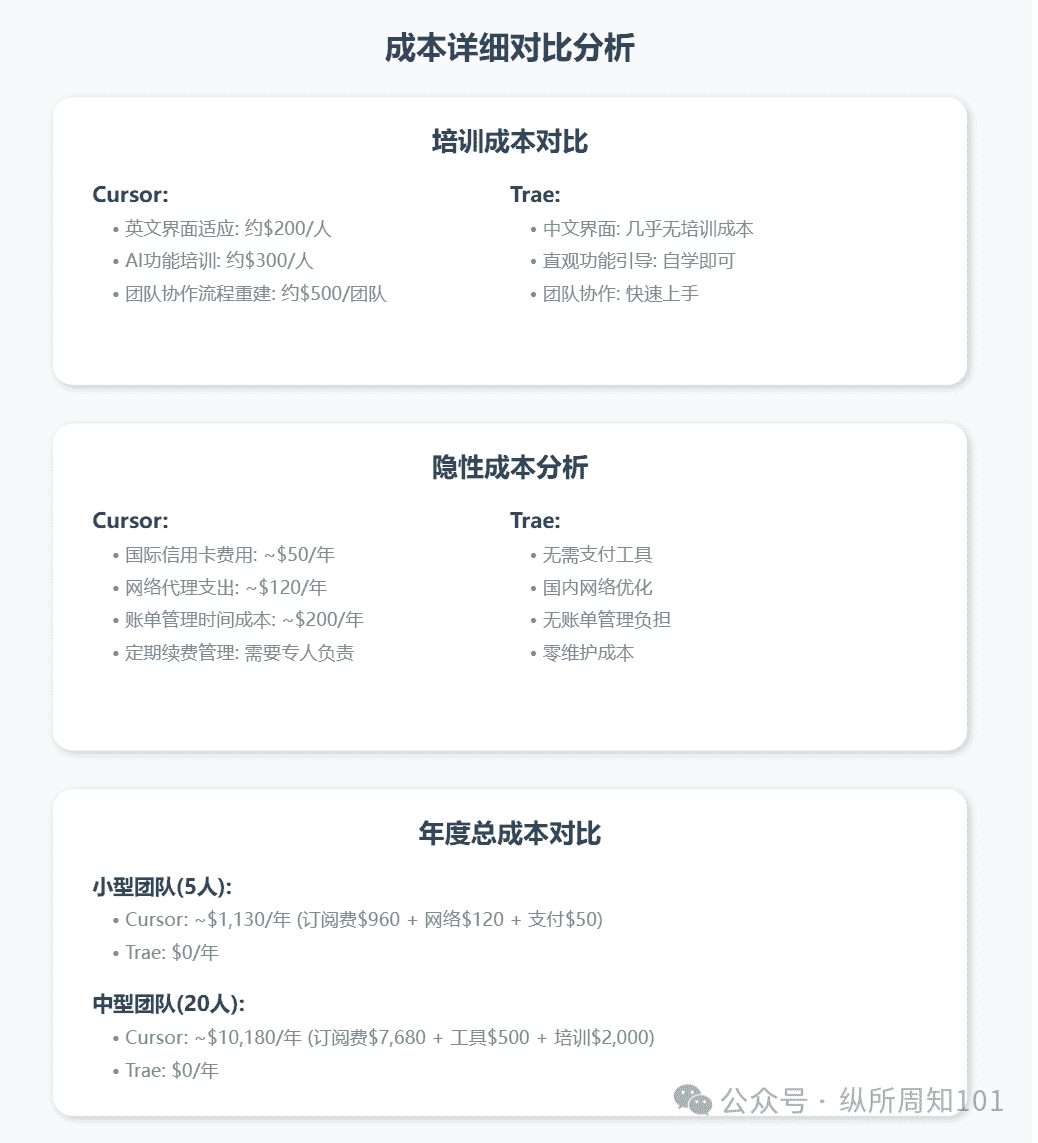 成本详细对比分析
培训成本对比
Cursor:
• 英文界面适应: 约$200/人
• AI功能培训: 约$300/人
• 团队协作流程重建: 约$500/团队
Trae:
• 中文界面: 几乎无培训成本
• 直观功能引导: 自学即可
• 团队协作: 快速上手
隐性成本分析
Cursor:
• 国际信用卡费用: ~$50/年
• 网络代理支出: ~$120/年
• 账单管理时间成本: ~$200/年
• 定期续费管理: 需要专人负责
Trae:
• 无需支付工具
• 国内网络优化
• 无账单管理负担
• 零维护成本
年度总成本对比
小型团队(5人):
• Cursor: ~$1,130/年 (订阅费$960 + 网络$120 + 支付$50)
• Trae: $0/年
中型团队(20人):
• Cursor: ~$10,180/年 (订阅费$7,680 + 工具$500 + 培训$2,000)
• Trae: $0/年
公众号 · 纵所周知101